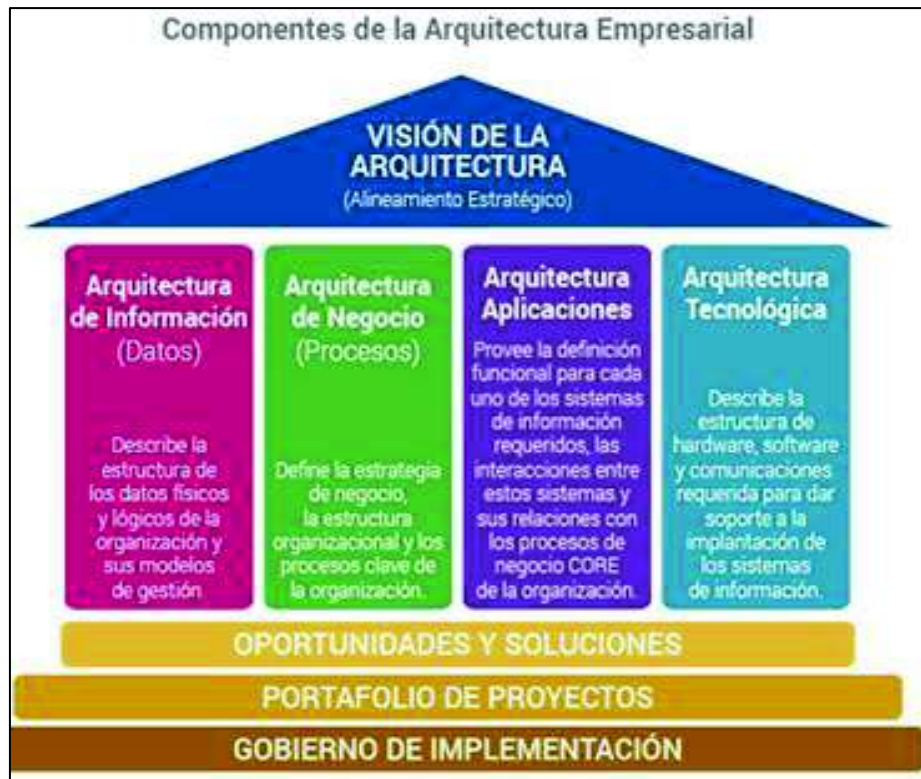 Componentes de la Arquitectura Empresarial
VISIÓN DE LA
ARQUITECTURA
(Alineamiento Estratégico)
Arquitectura
de Información
(Datos)
Describe la
estructura de
los datos físicos
y lógicos de la
organización y
sus modelos
de gestión.
Arquitectura
de Negocio
(Procesos)
Define la estrategia
de negocio,
la estructura
organizacional y los
procesos clave de
la organización.
Arquitectura
Aplicaciones
Provee la definición
funcional para cada
uno de los sistemas
de información
requeridos, las
interacciones entre
estos sistemas y
sus relaciones con
los procesos de
negocio CORE
de la organización.
Arquitectura
Tecnológica
Describe la
estructura de
hardware, software
y comunicaciones
requerida para dar
soporte a la
implantación de
los sistemas
de información.
OPORTUNIDADES Y SOLUCIONES
PORTAFOLIO DE PROYECTOS
GOBIERNO DE IMPLEMENTACIÓN